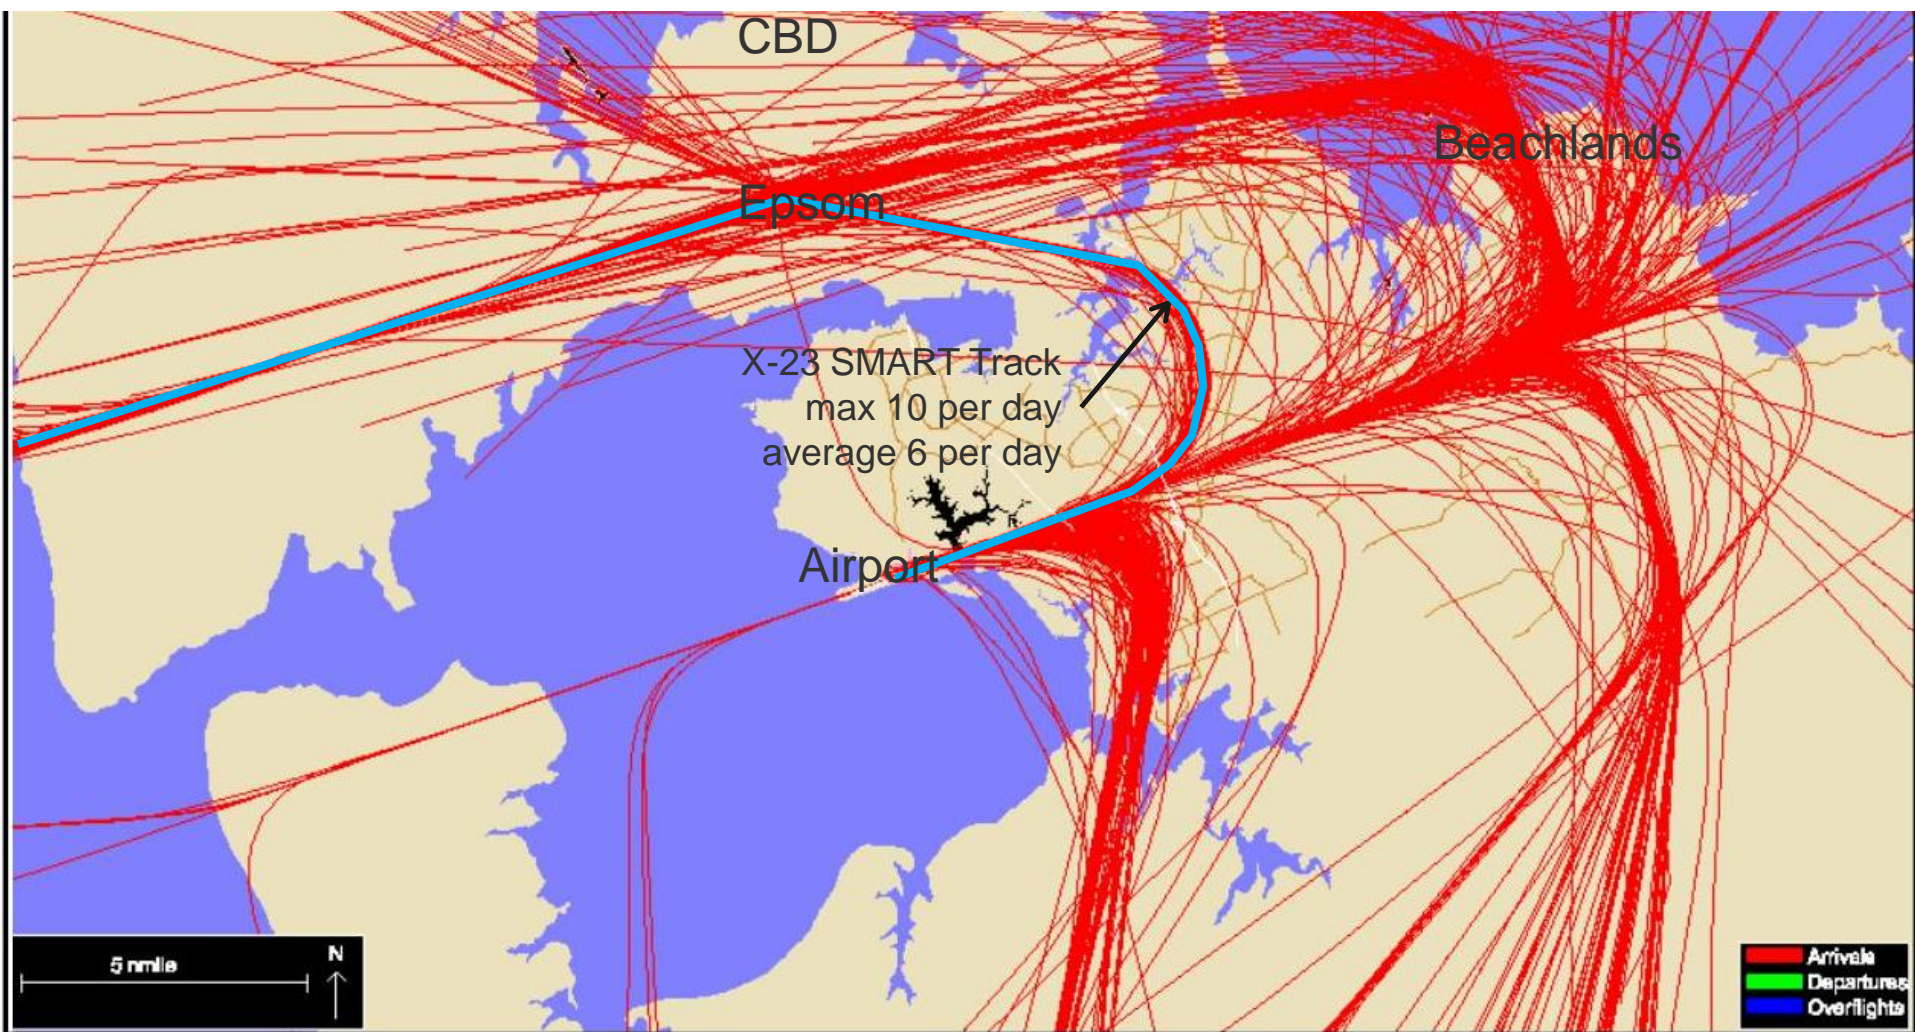 CBD
Beachlands
Epsom
X-23 SMART Track
max 10 per day
average 6 per day
Airport
5 nmile
N
Arrivals
Departures
Overflights